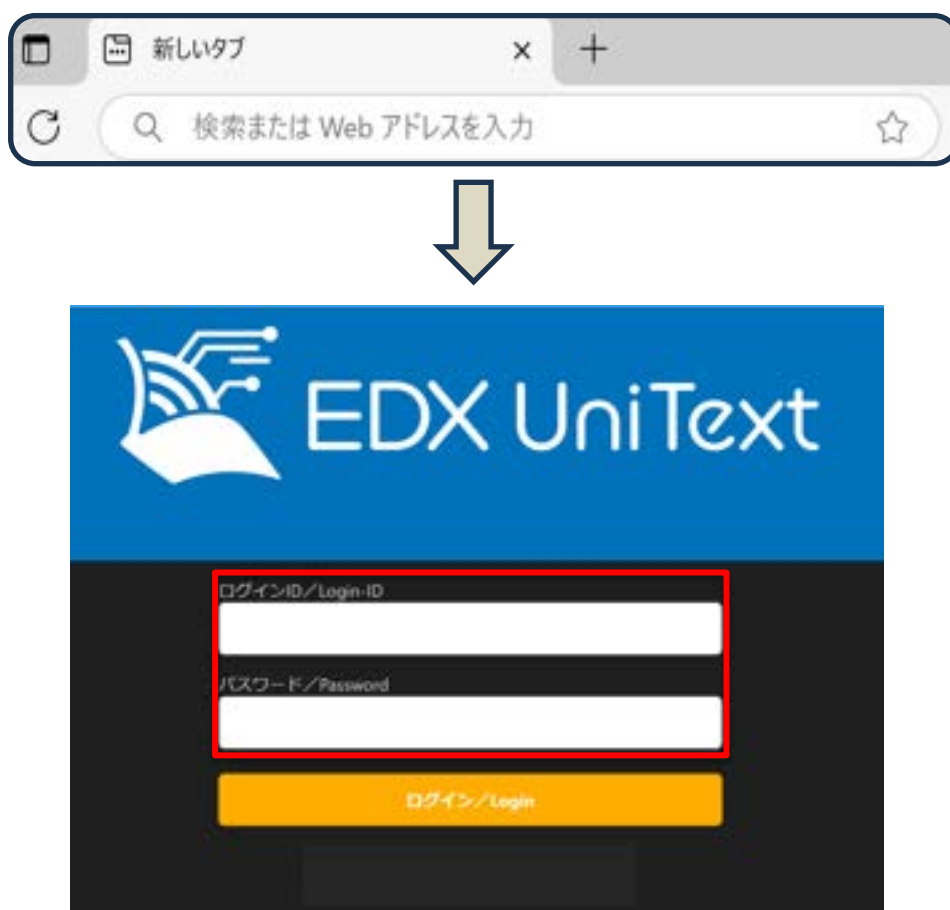 新しいタブ
検索または Web アドレスを入力
EDX UniText
ログインID／Login-ID
パスワード／Password
ログイン／Login